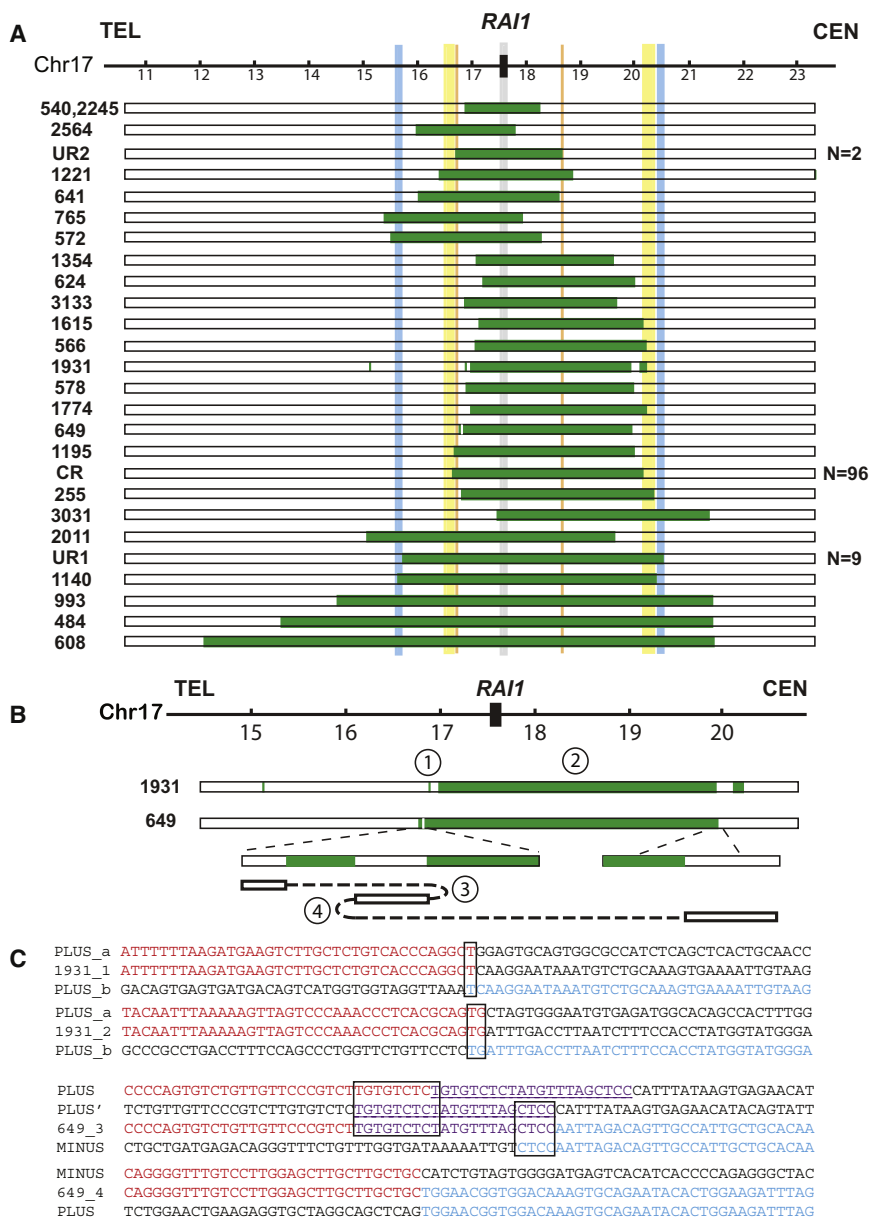 A
TEL RAI1 CEN
Chr17
11 12 13 14 15 16 17 18 19 20 21 22 23
540,2245
2564
UR2 N=2
1221
641
765
572
1354
624
3133
1615
566
1931
578
1774
649
1195
CR N=96
255
3031
2011
UR1 N=9
1140
993
484
608
B
TEL RAI1 CEN
Chr17
15 16 17 18 19 20
1 2
1931
649
3
4
C
PLUS_a ATTTTTTAAGATGAAGTCTTGCTCTGTCACCCAGGCTGGAGTGCAGTGGCGCCATCTCAGCTCACTGCAACC
1931_1 ATTTTTTAAGATGAAGTCTTGCTCTGTCACCCAGGCTCAAGGAATAAATGTCTGCAAAGTGAAAATTGTAAG
PLUS_b GACAGTGAGTGATGACAGTCATGGTGGTAGGTTAAATCAAGGAATAAATGTCTGCAAAGTGAAAATTGTAAG
PLUS_a TACAATTTAAAAAGTTAGTCCCAAACCCTCACGCAGTGCTAGTGGGAATGTGAGATGGCACAGCCACTTTGG
1931_2 TACAATTTAAAAAGTTAGTCCCAAACCCTCACGCAGTGATTTGACCTTAATCTTTCCACCTATGGTATGGGA
PLUS_b GCCCGCCTGACCTTTCCAGCCCTGGTTCTGTTCCTCTGATTTGACCTTAATCTTTCCACCTATGGTATGGGA
PLUS CCCCAGTGTCTGTTGTTCCCGTCTTGTGTCTCTGTGTCTCTATGTTTAGCTCCCATTTATAAGTGAGAACAT
PLUS' TCTGTTGTTCCCGTCTTGTGTCTCTGTGTCTCTATGTTTAGCTCCCATTTATAAGTGAGAACATACAGTATT
649_3 CCCCAGTGTCTGTTGTTCCCGTCTTGTGTCTCTATGTTTAGCTCCAATTAGACAGTTGCCATTGCTGCACAA
MINUS CTGCTGATGAGACAGGGTTTCTGTTTGGTGATAAAAATTGTCTCCAATTAGACAGTTGCCATTGCTGCACAA
MINUS CAGGGGTTTGTCCTTGGAGCTTGCTTGCTGCCATCTGTAGTGGGGATGAGTCACATCACCCCAGAGGGCTAC
649_4 CAGGGGTTTGTCCTTGGAGCTTGCTTGCTGCTGGAACGGTGGACAAAGTGCAGAATACACTGGAAGATTTAG
PLUS TCTGGAACTGAAGAGGTGCTAGGCAGCTCAGTGGAACGGTGGACAAAGTGCAGAATACACTGGAAGATTTAG